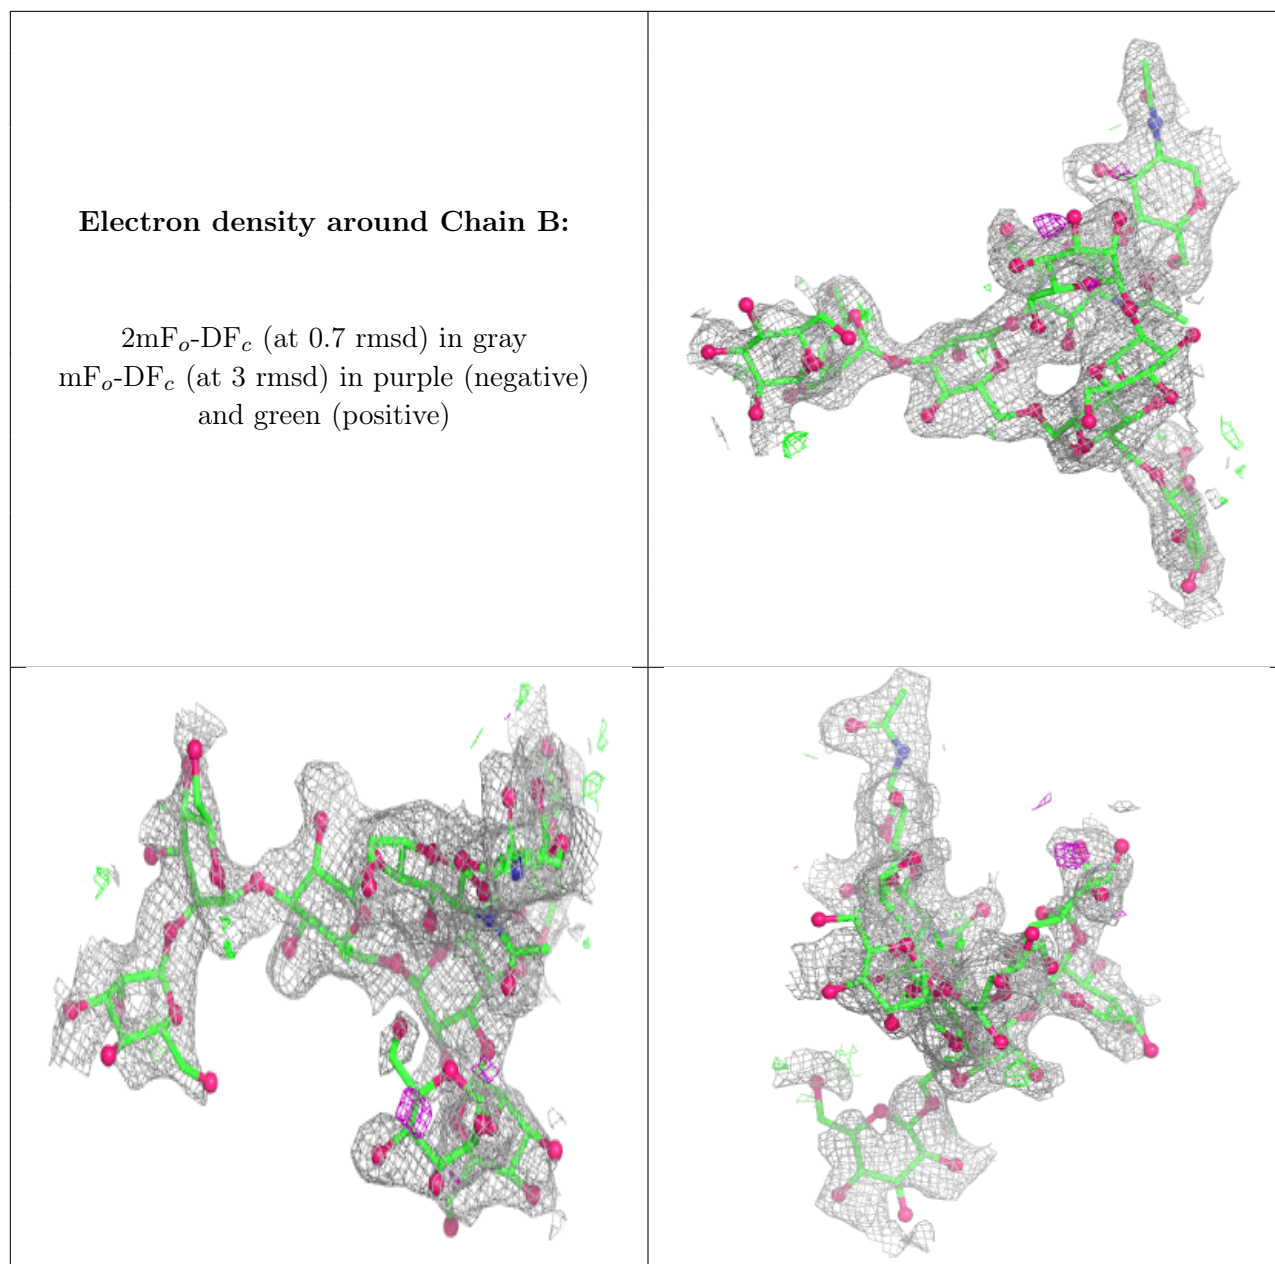 Electron density around Chain B:
2mFo-DFc (at 0.7 rmsd) in gray
mFo-DFc (at 3 rmsd) in purple (negative)
and green (positive)